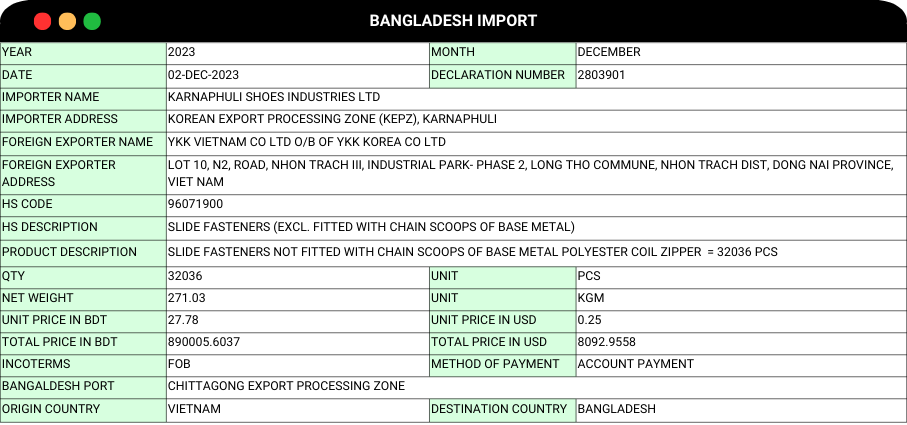 BANGLADESH IMPORT
YEAR 2023 MONTH DECEMBER
DATE 02-DEC-2023 DECLARATION NUMBER 2803901
IMPORTER NAME KARNAPHULI SHOES INDUSTRIES LTD
IMPORTER ADDRESS KOREAN EXPORT PROCESSING ZONE (KEPZ), KARNAPHULI
FOREIGN EXPORTER NAME YKK VIETNAM CO LTD O/B OF YKK KOREA CO LTD
FOREIGN EXPORTER ADDRESS LOT 10, N2, ROAD, NHON TRACH III, INDUSTRIAL PARK- PHASE 2, LONG THO COMMUNE, NHON TRACH DIST, DONG NAI PROVINCE,
VIET NAM
HS CODE 96071900
HS DESCRIPTION SLIDE FASTENERS (EXCL. FITTED WITH CHAIN SCOOPS OF BASE METAL)
PRODUCT DESCRIPTION SLIDE FASTENERS NOT FITTED WITH CHAIN SCOOPS OF BASE METAL POLYESTER COIL ZIPPER = 32036 PCS
QTY 32036 UNIT PCS
NET WEIGHT 271.03 UNIT KGM
UNIT PRICE IN BDT 27.78 UNIT PRICE IN USD 0.25
TOTAL PRICE IN BDT 890005.6037 TOTAL PRICE IN USD 8092.9558
INCOTERMS FOB METHOD OF PAYMENT ACCOUNT PAYMENT
BANGALDESH PORT CHITTAGONG EXPORT PROCESSING ZONE
ORIGIN COUNTRY VIETNAM DESTINATION COUNTRY BANGLADESH